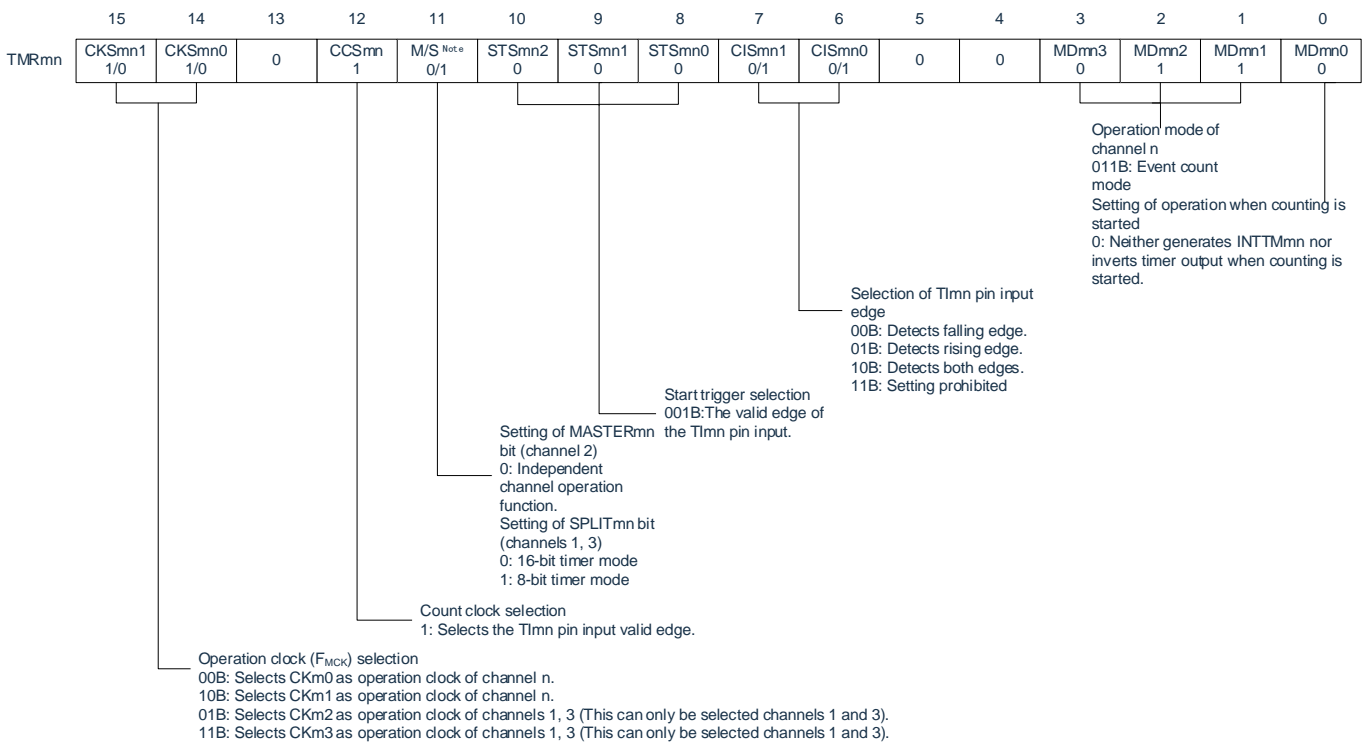 15 14 13 12 11 10 9 8 7 6 5 4 3 2 1 0
TMRmn
CKSmn1 CKSmn0 0 CCSmn M/S Note STSmn2 STSmn1 STSmn0 CISmn1 CISmn0 0 0 MDmn3 MDmn2 MDmn1 MDmn0
1/0 1/0 1 0/1 0 0 0 0/1 0/1 0 1 1 0
Operation mode of
channel n
011B: Event count
mode
Setting of operation when counting is
started
0: Neither generates INTTMmn nor
inverts timer output when counting is
started.
Selection of TImn pin input
edge
00B: Detects falling edge.
01B: Detects rising edge.
10B: Detects both edges.
11B: Setting prohibited
Start trigger selection
001B:The valid edge of
the TImn pin input.
Setting of MASTERmn
bit (channel 2)
0: Independent
channel operation
function.
Setting of SPLITmn bit
(channels 1, 3)
0: 16-bit timer mode
1: 8-bit timer mode
Count clock selection
1: Selects the TImn pin input valid edge.
Operation clock (FMCK) selection
00B: Selects CKm0 as operation clock of channel n.
10B: Selects CKm1 as operation clock of channel n.
01B: Selects CKm2 as operation clock of channels 1, 3 (This can only be selected channels 1 and 3).
11B: Selects CKm3 as operation clock of channels 1, 3 (This can only be selected channels 1 and 3).